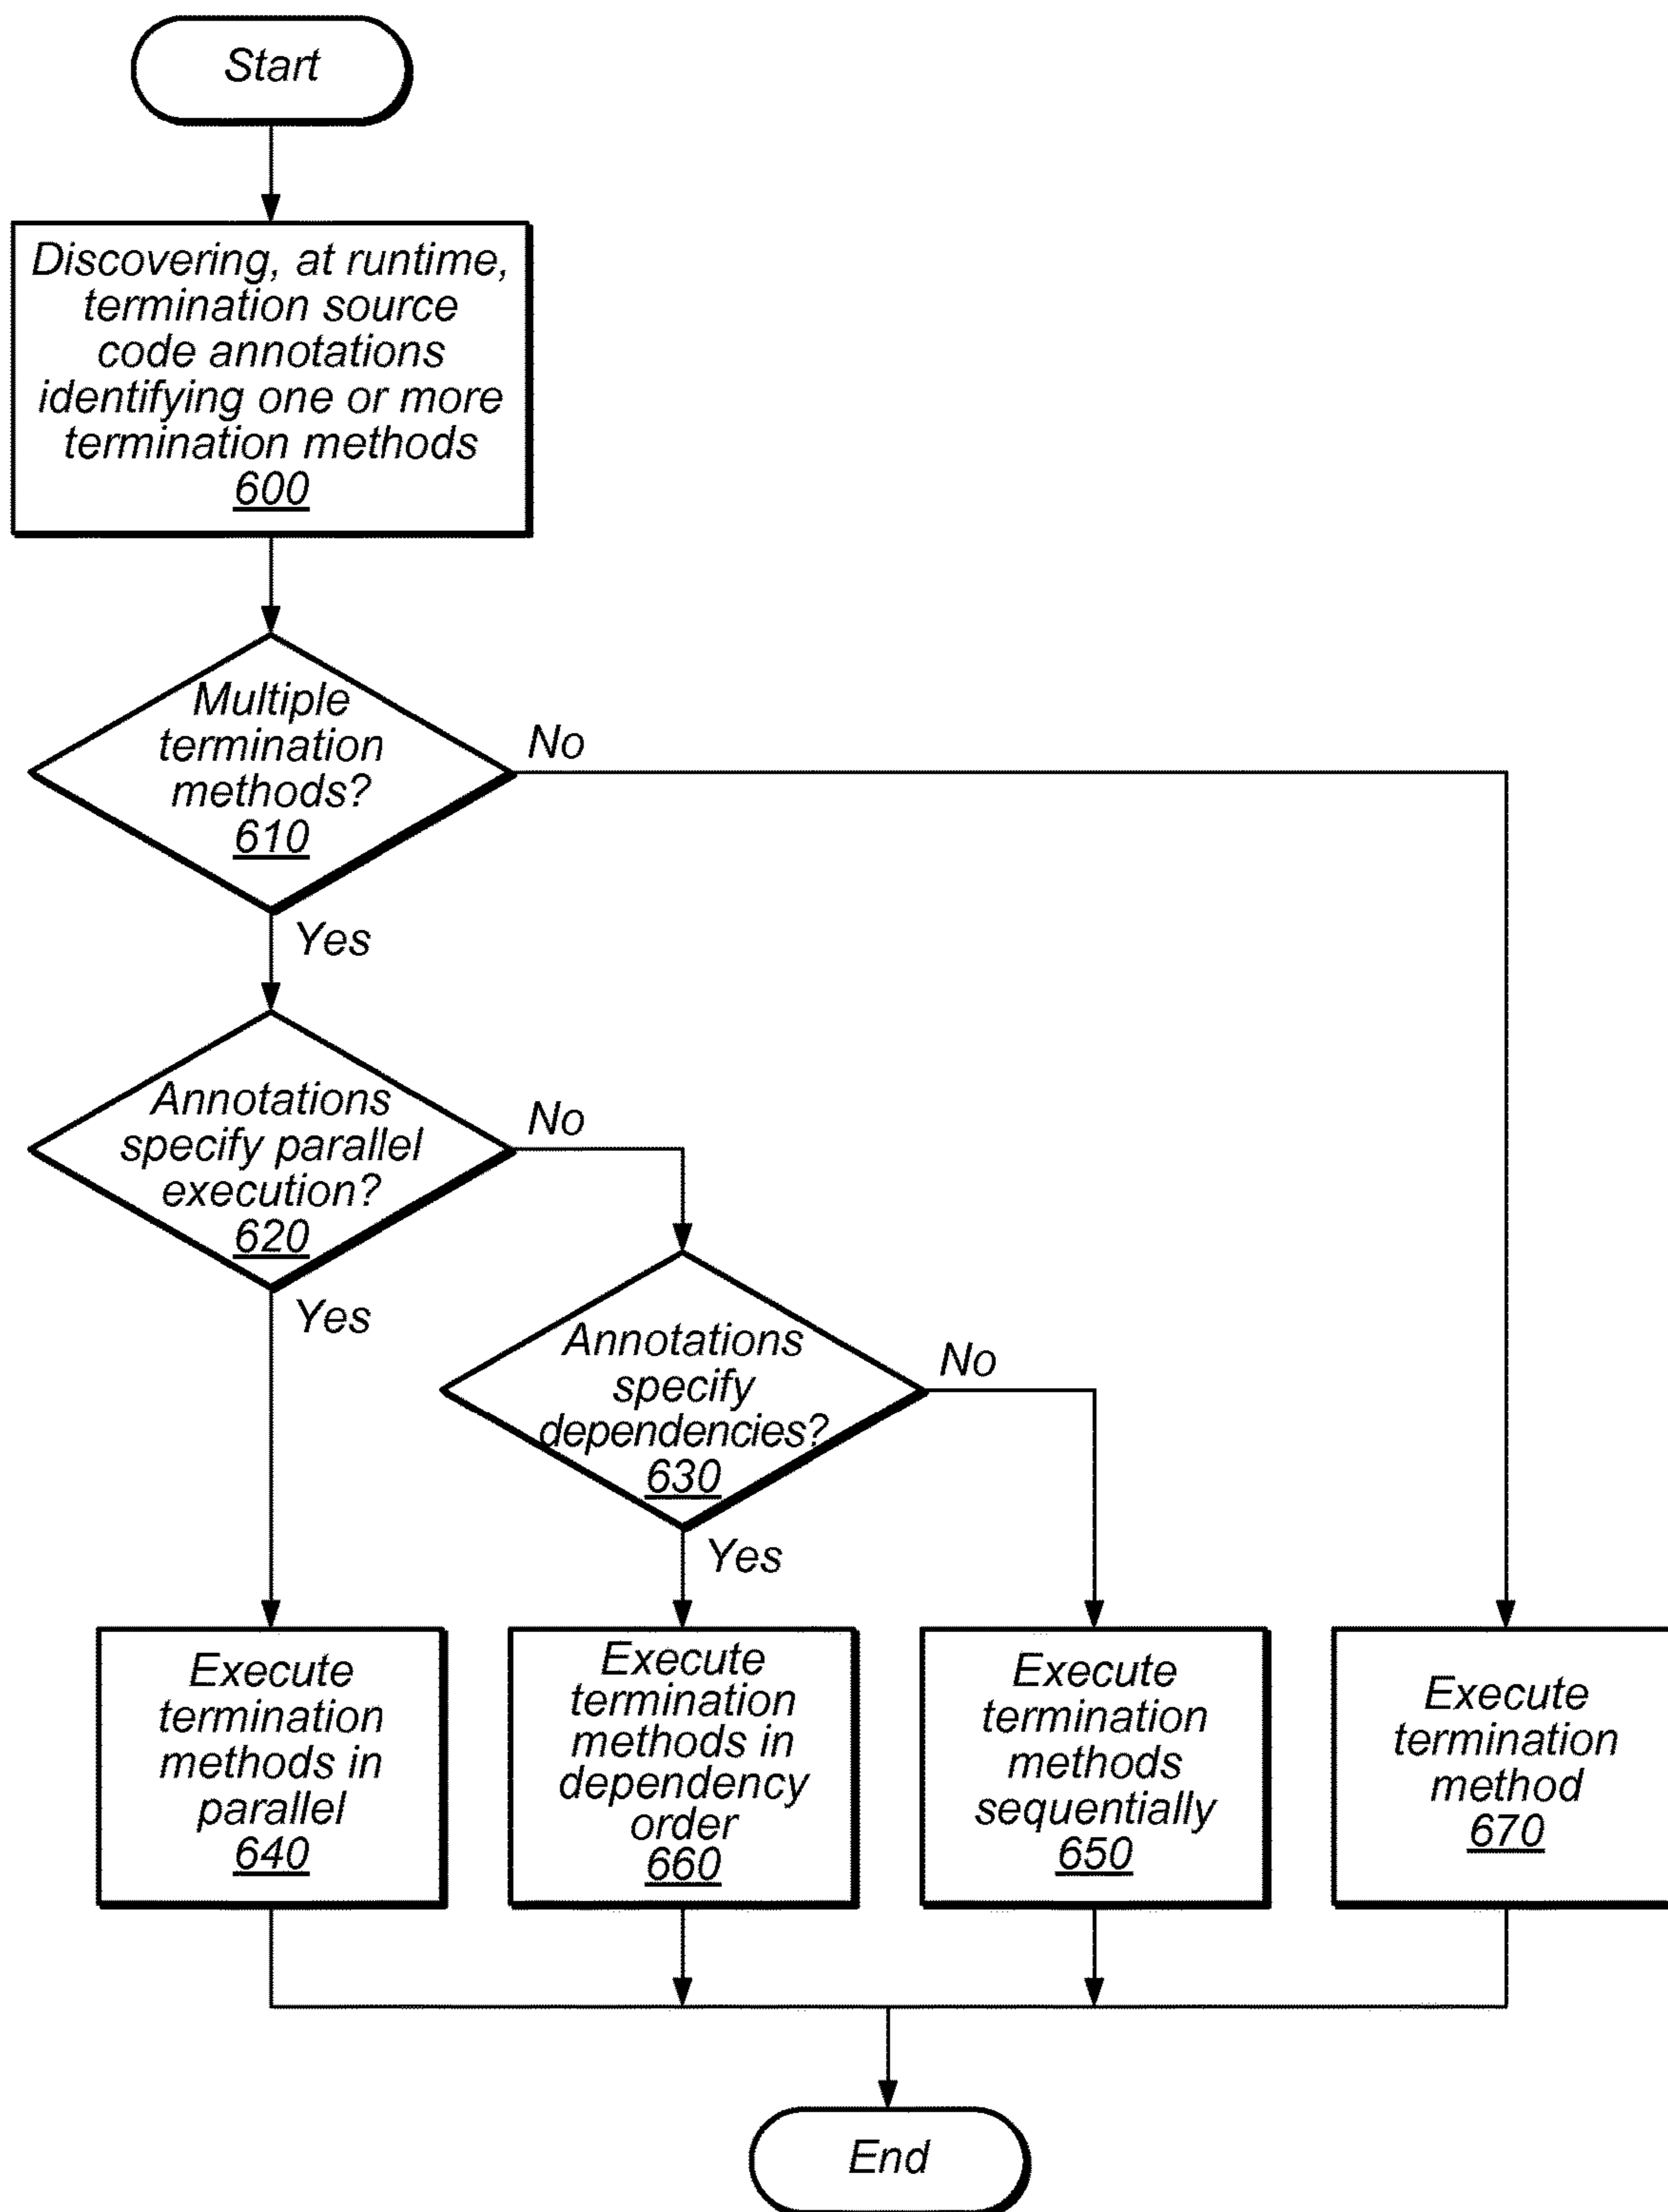 Start
Discovering, at runtime,
termination source
code annotations
identifying one or more
termination methods
600
Multiple
termination
methods?
610
No
Yes
Annotations
specify parallel
execution?
620
No
Yes
Annotations
specify
dependencies?
630
No
Yes
Execute
termination
methods in
parallel
640
Execute
termination
methods in
dependency
order
660
Execute
termination
methods
sequentially
650
Execute
termination
method
670
End